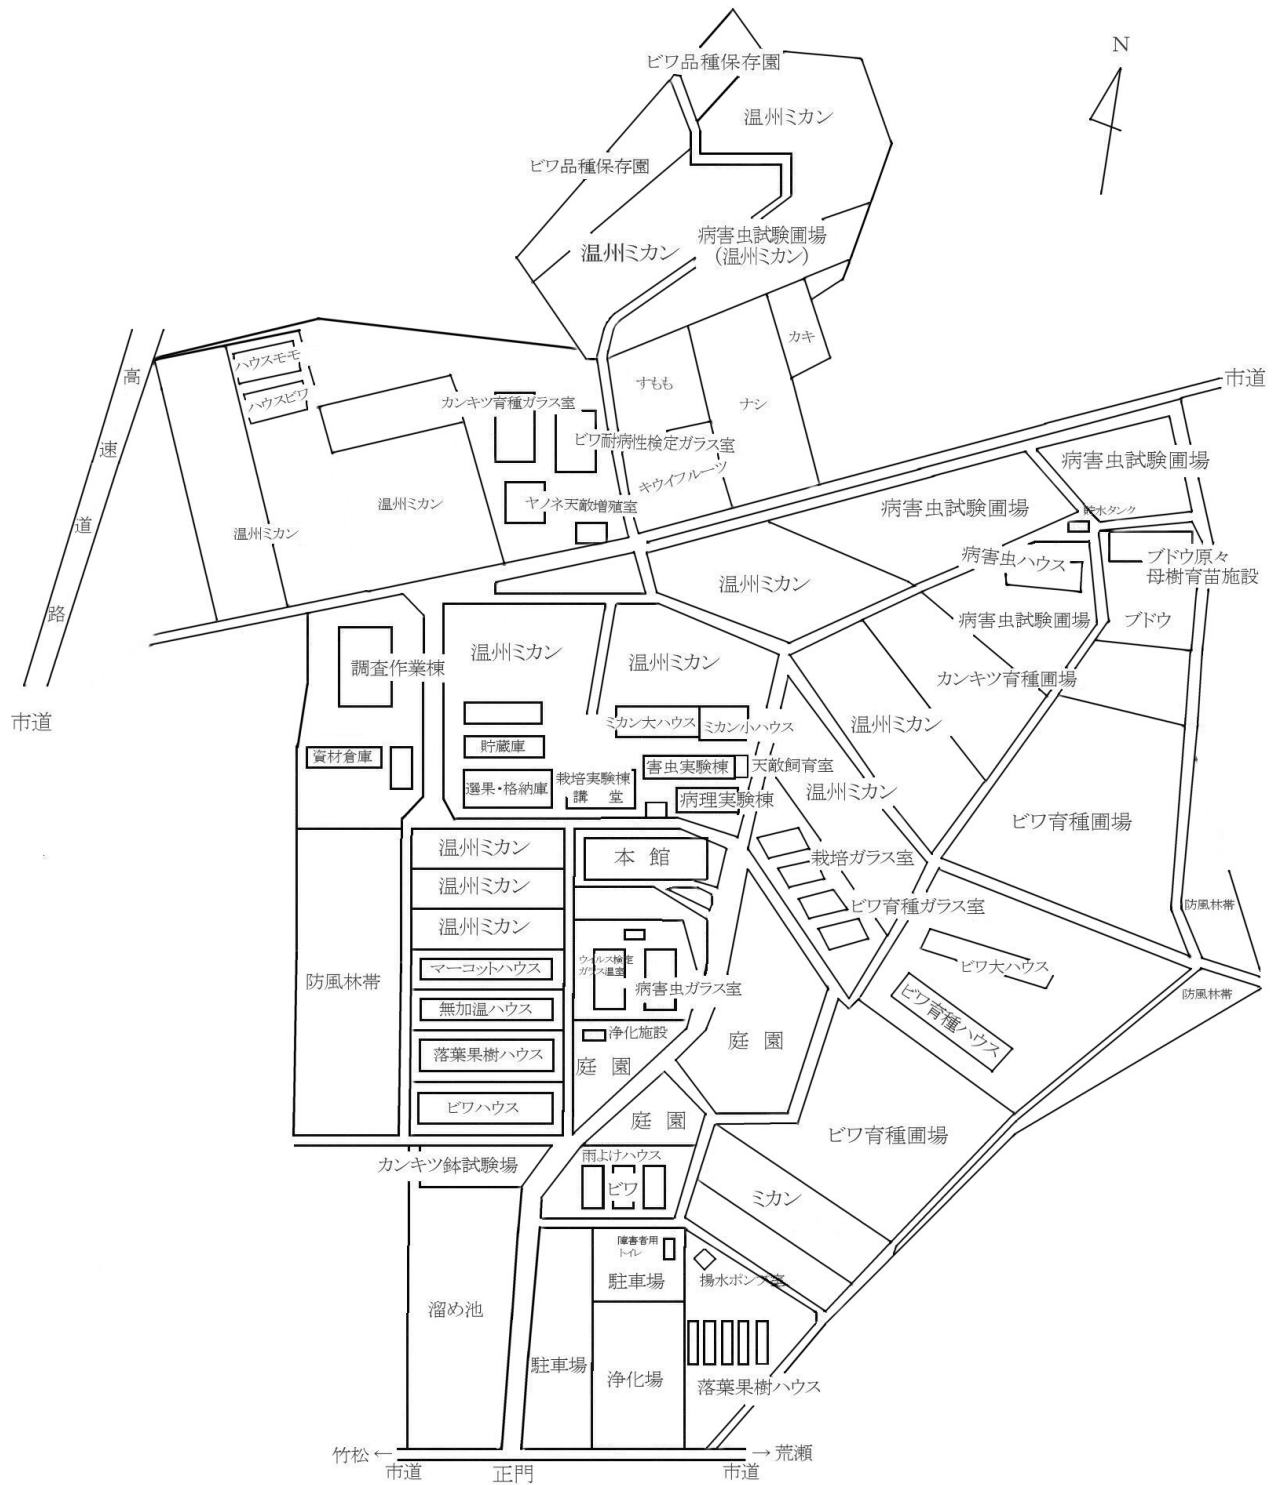 N
ビワ品種保存園
温州ミカン
ビワ品種保存園
病害虫試験圃場
(温州ミカン)
温州ミカン
カキ
すもも
ナシ
キウイフルーツ
市道
高速道路
市道
ハウスモモ
ハウスビワ
カンキツ育種ガラス室
ビワ耐病性検定ガラス室
ヤノネ天敵増殖室
温州ミカン
温州ミカン
病害虫試験圃場
病害虫試験圃場
貯水タンク
病害虫ハウス
ブドウ原々
母樹育苗施設
温州ミカン
病害虫試験圃場
ブドウ
カンキツ育種圃場
温州ミカン
温州ミカン
温州ミカン
調査作業棟
ミカン大ハウス
ミカン小ハウス
貯蔵庫
資材倉庫
害虫実験棟
天敵飼育室
選果・格納庫
栽培実験棟
講 堂
病理実験棟
温州ミカン
ビワ育種圃場
温州ミカン
本 館
栽培ガラス室
温州ミカン
ビワ育種ガラス室
防風林帯
温州ミカン
ウイルス検定
ガラス温室
病害虫ガラス室
マーコットハウス
ビワ大ハウス
防風林帯
防風林帯
無加温ハウス
浄化施設
ビワ育種ハウス
落葉果樹ハウス
庭 園
庭 園
ビワハウス
庭 園
ビワ育種圃場
カンキツ鉢試験場
雨よけハウス
ビワ
ミカン
障害者用
トイレ
駐車場
揚水ポンプ室
溜め池
駐車場
浄化場
落葉果樹ハウス
竹松 ←
→ 荒瀬
市道
正門
市道